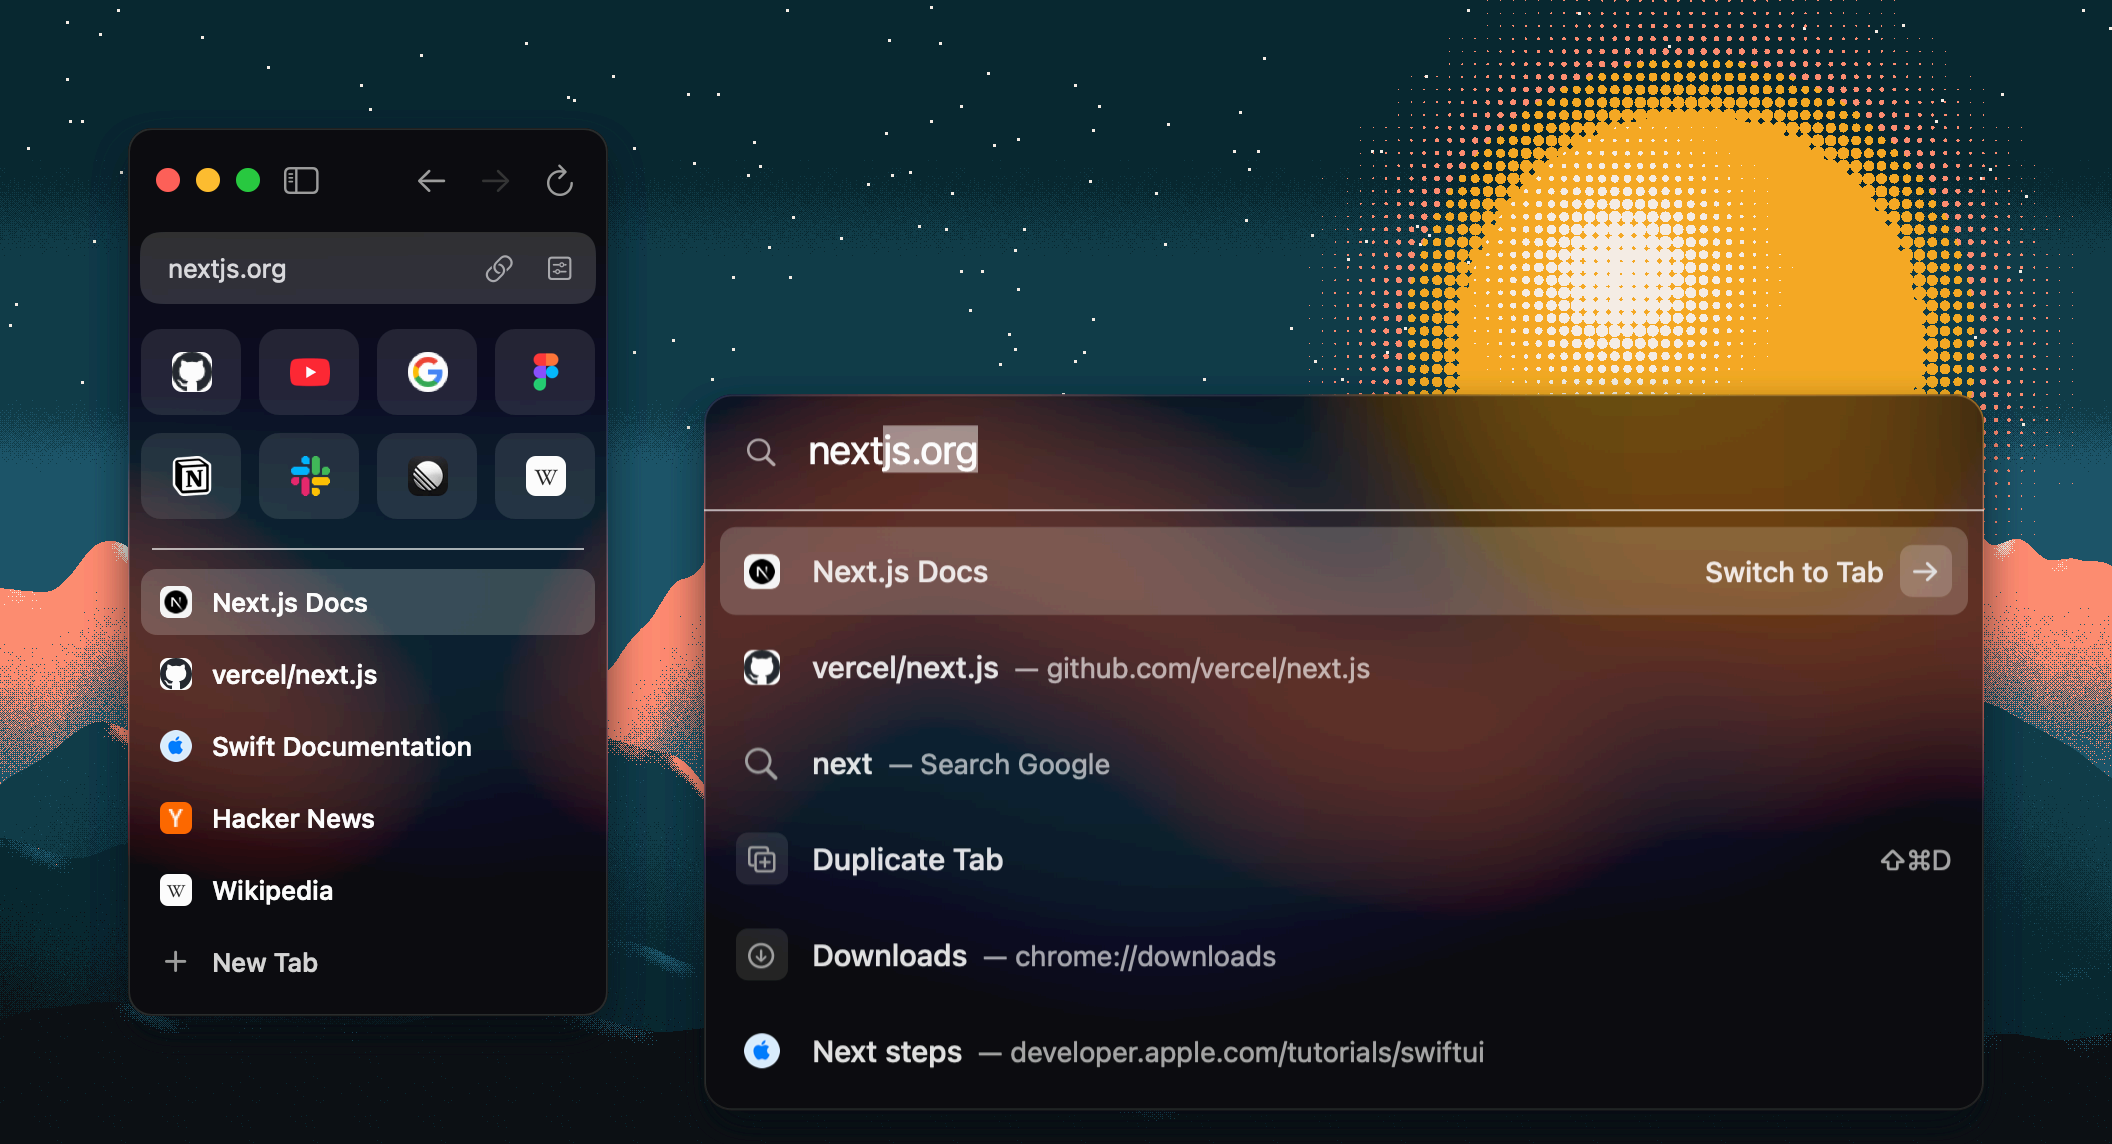 nextjs.org
Next.js Docs
vercel/next.js
Swift Documentation
Hacker News
Wikipedia
New Tab
nextjs.org
Next.js Docs Switch to Tab
vercel/next.js — github.com/vercel/next.js
next — Search Google
Duplicate Tab ⇧⌘D
Downloads — chrome://downloads
Next steps — developer.apple.com/tutorials/swiftui